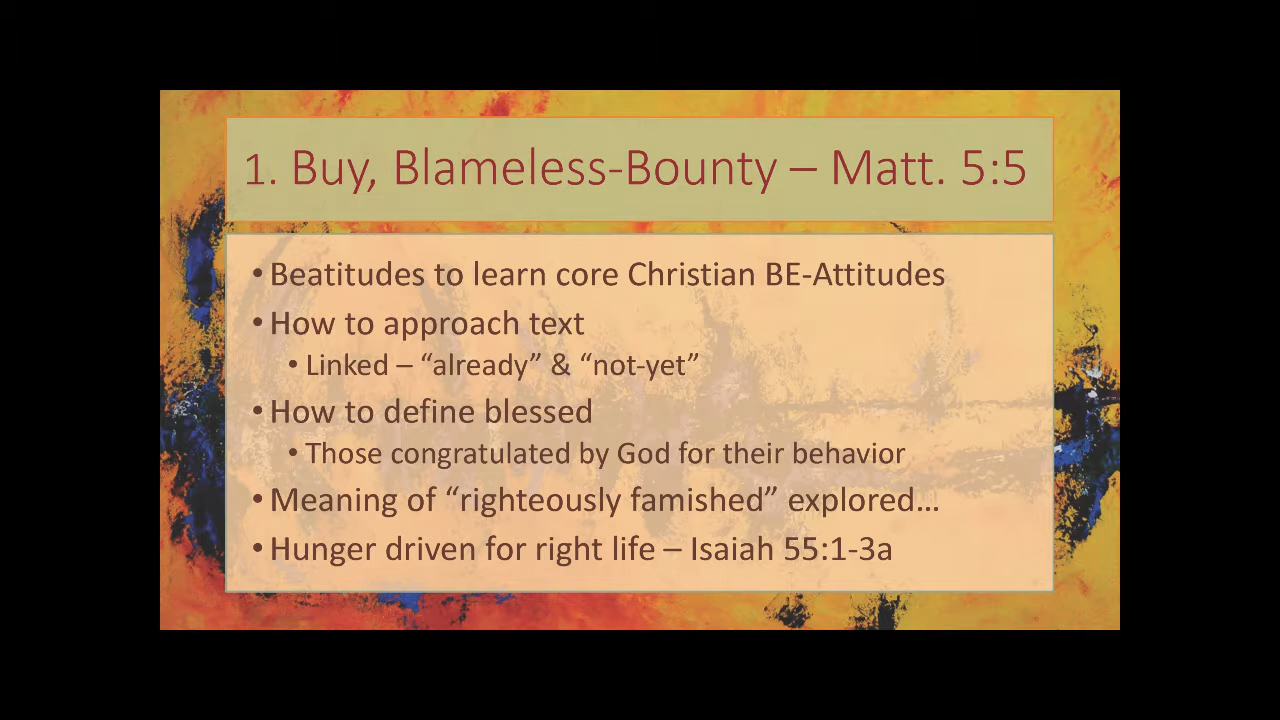 1. Buy, Blameless-Bounty – Matt. 5:5
• Beatitudes to learn core Christian BE-Attitudes
• How to approach text
• Linked – “already” & “not-yet”
• How to define blessed
• Those congratulated by God for their behavior
• Meaning of “righteously famished” explored…
• Hunger driven for right life – Isaiah 55:1-3a